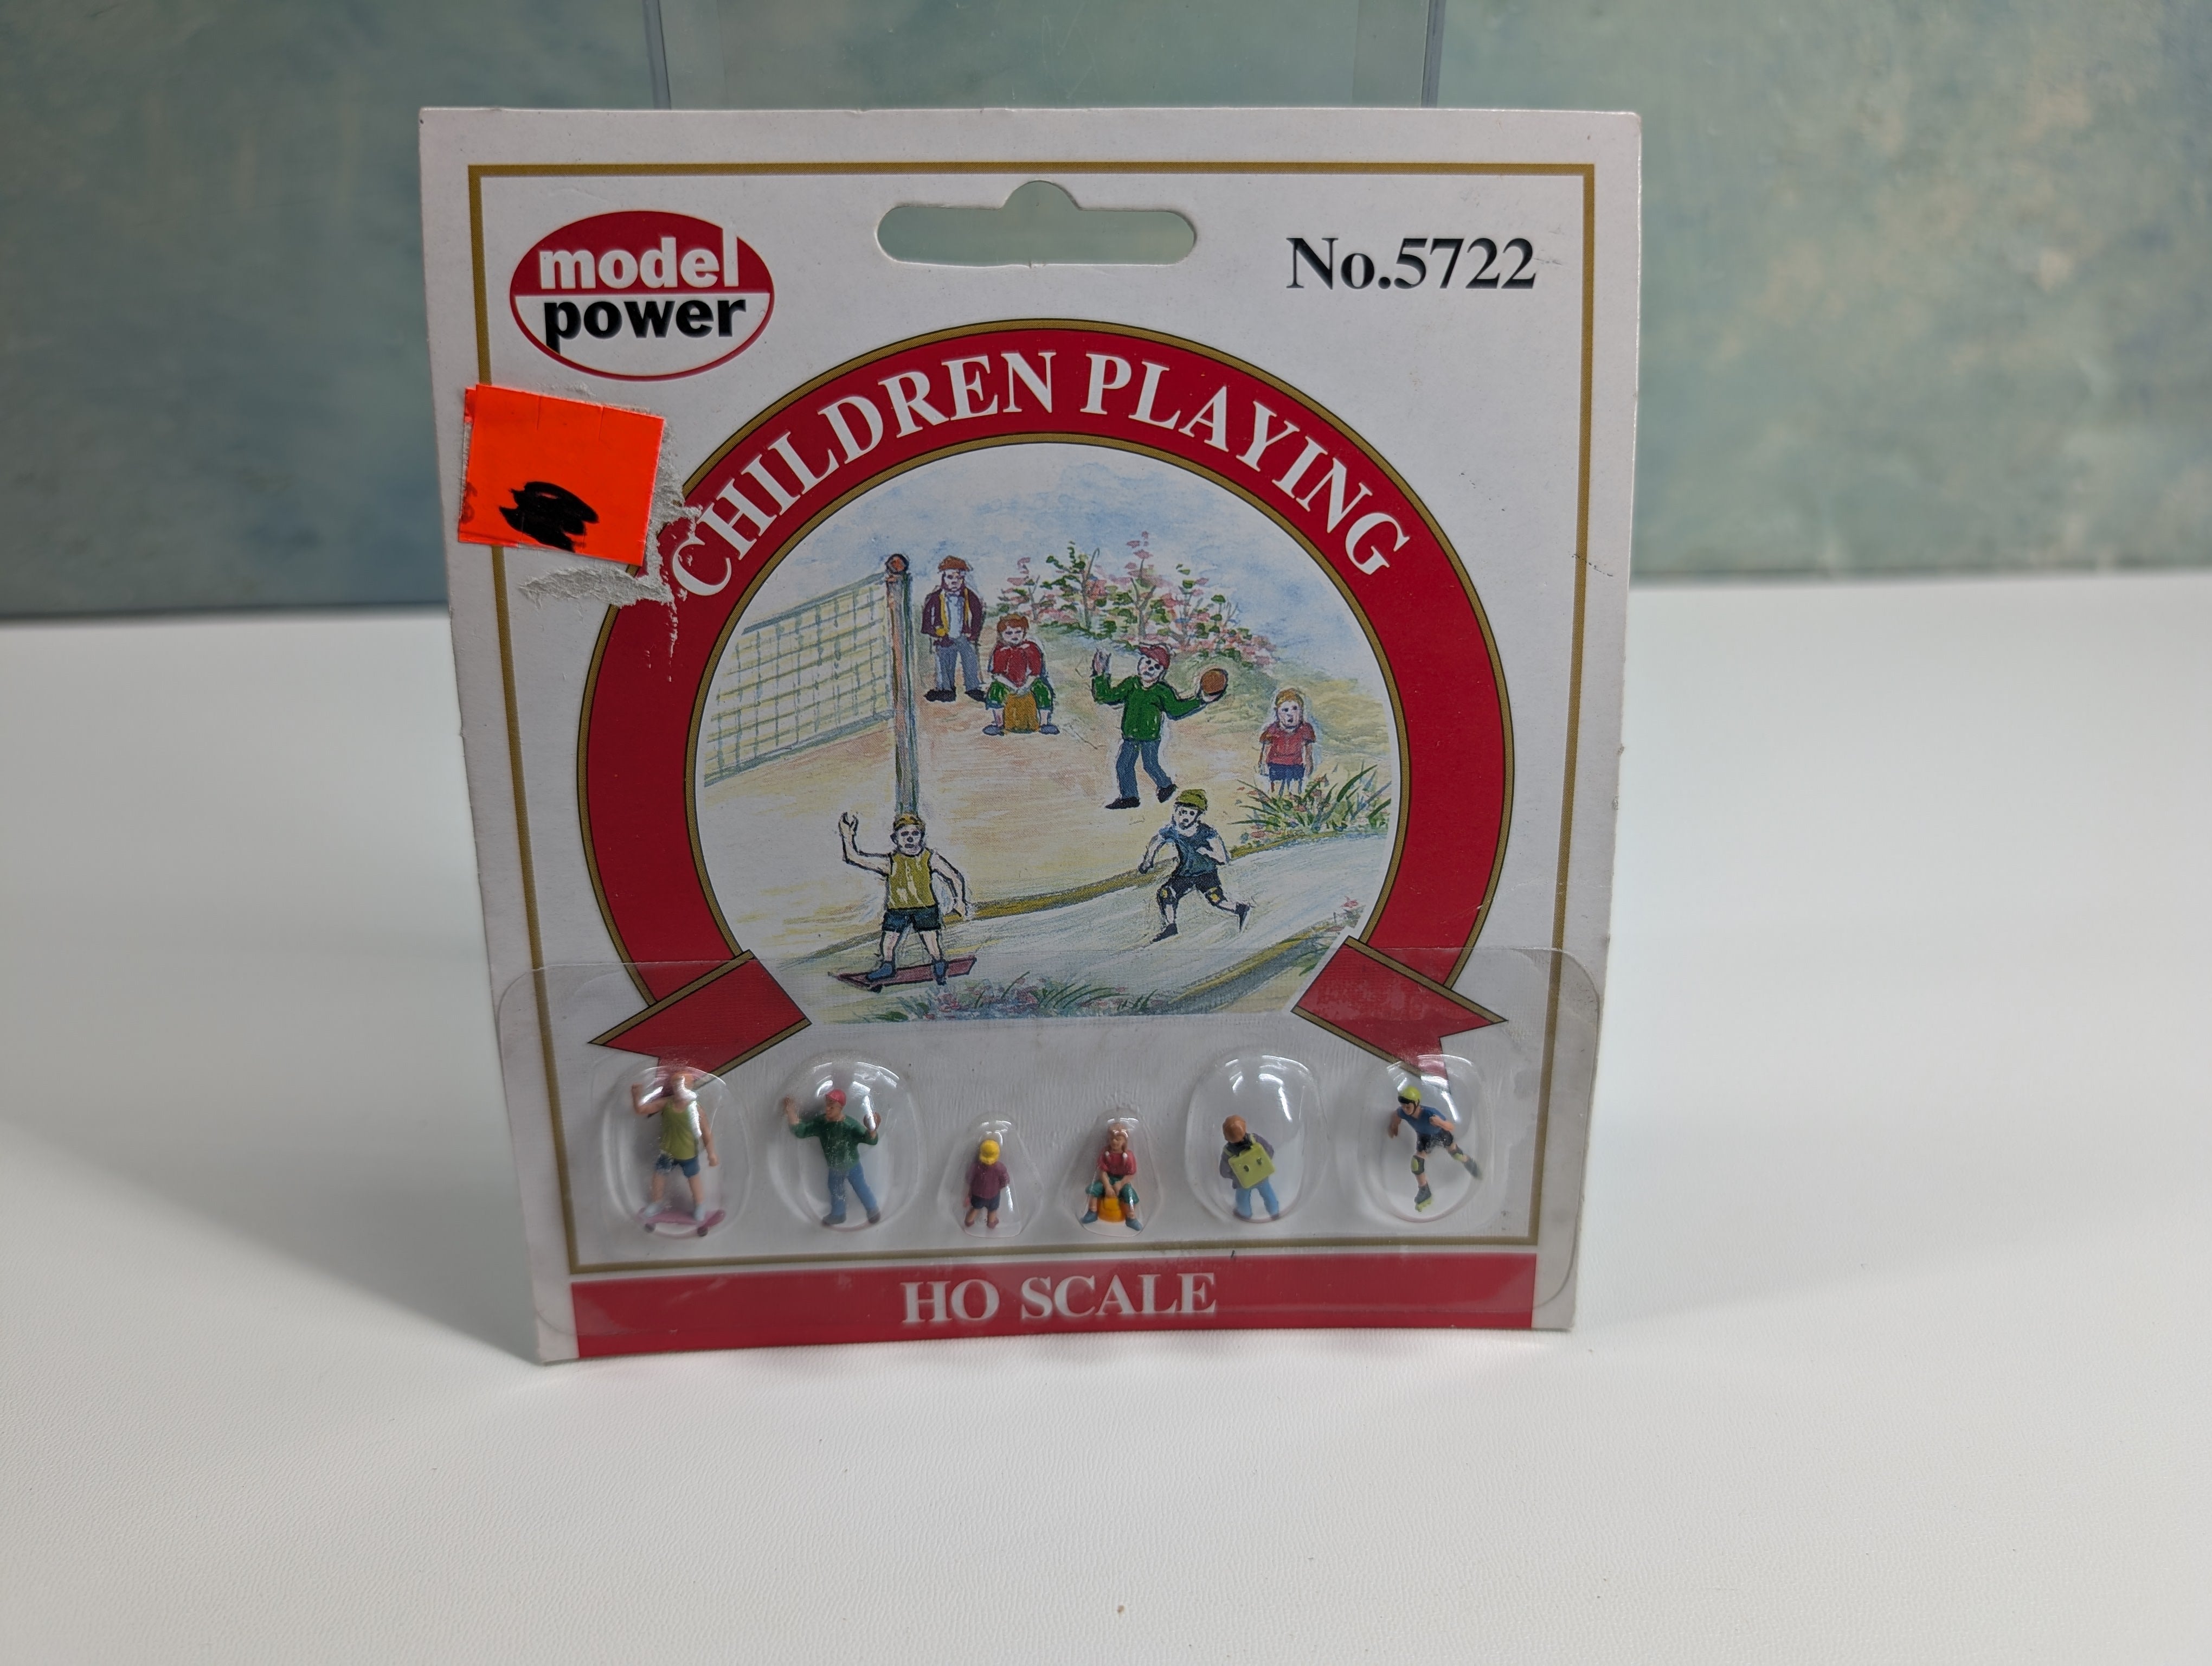 model
power
No.5722
CHILDREN PLAYING
HO SCALE